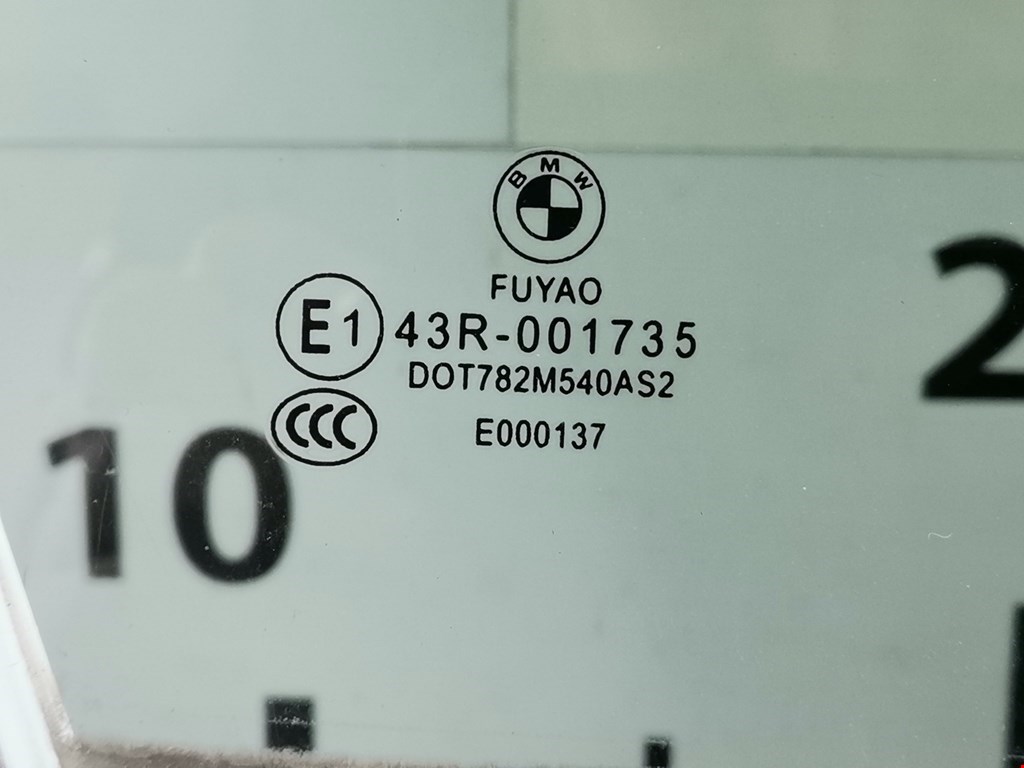 BMW
FUYAO
E1 43R-001735
DOT782M540AS2
CCC E000137
10
2